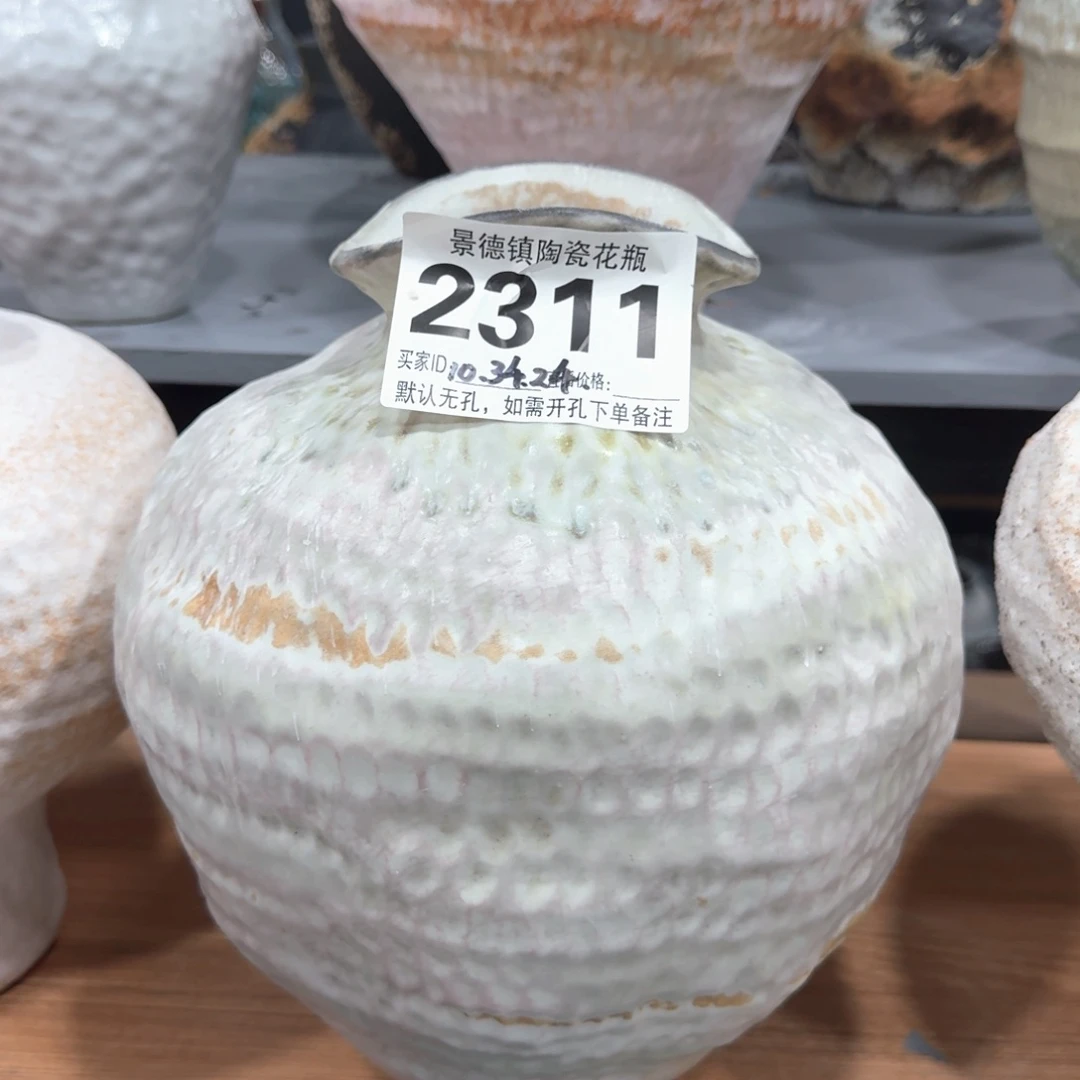 景德镇陶瓷花瓶
2311
买家ID: 10.34.24 价格:
默认无孔，如需开孔下单备注